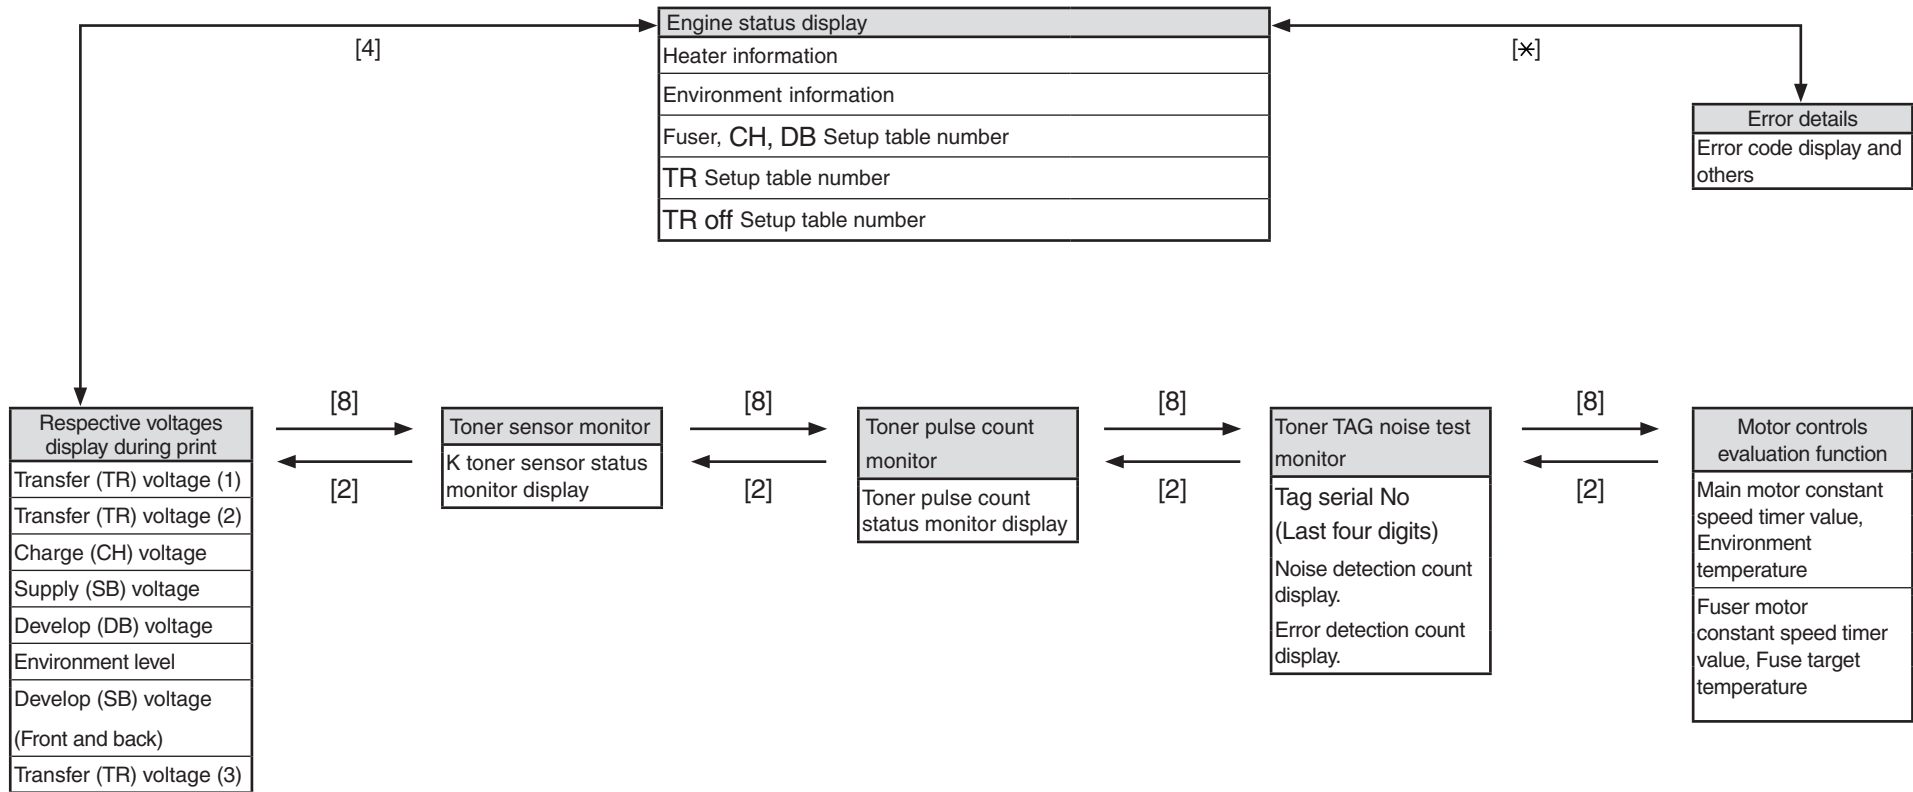 Engine status display
[4]
[*]
Heater information
Environment information
Fuser, CH, DB Setup table number
TR Setup table number
TR off Setup table number
Error details
Error code display and
others
Respective voltages
display during print
Transfer (TR) voltage (1)
Transfer (TR) voltage (2)
Charge (CH) voltage
Supply (SB) voltage
Develop (DB) voltage
Environment level
Develop (SB) voltage
(Front and back)
Transfer (TR) voltage (3)
[8]
[2]
Toner sensor monitor
K toner sensor status
monitor display
[8]
[2]
Toner pulse count
monitor
Toner pulse count
status monitor display
[8]
[2]
Toner TAG noise test
monitor
Tag serial No
(Last four digits)
Noise detection count
display.
Error detection count
display.
[8]
[2]
Motor controls
evaluation function
Main motor constant
speed timer value,
Environment
temperature
Fuser motor
constant speed timer
value, Fuse target
temperature